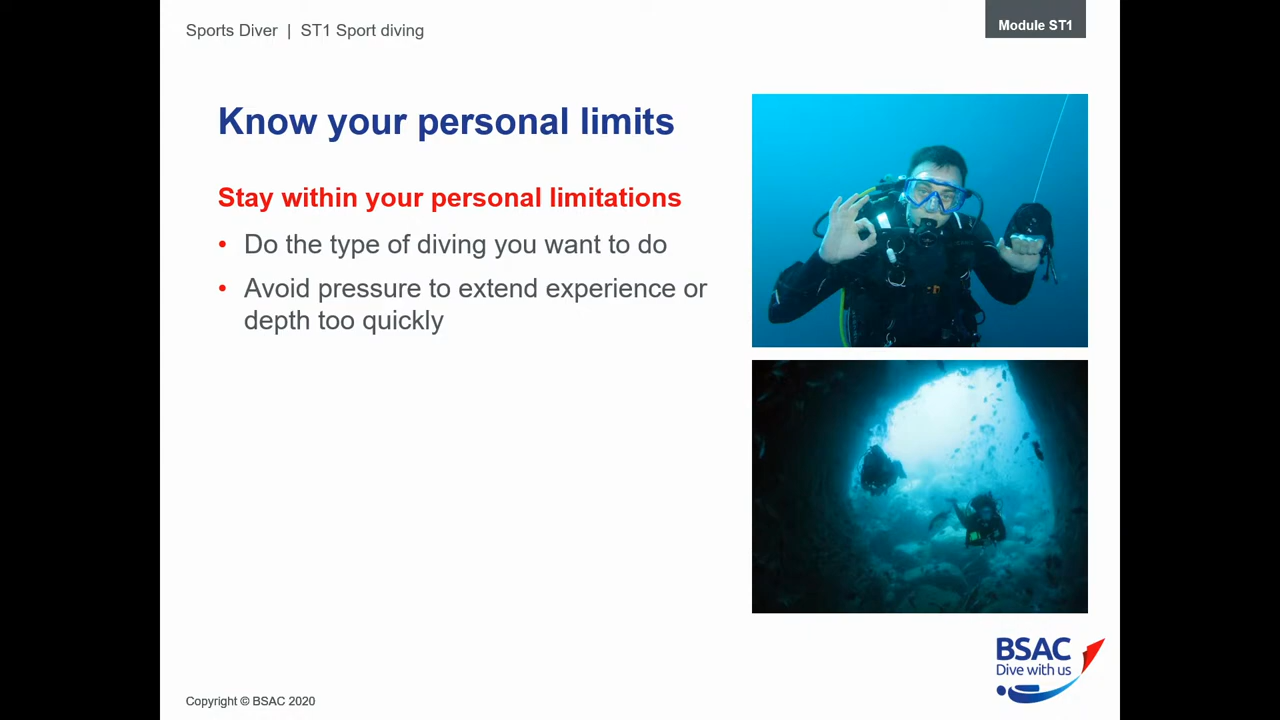 Sports Diver | ST1 Sport diving
Module ST1
Know your personal limits
Stay within your personal limitations
• Do the type of diving you want to do
• Avoid pressure to extend experience or
depth too quickly
BSAC
Dive with us
Copyright © BSAC 2020